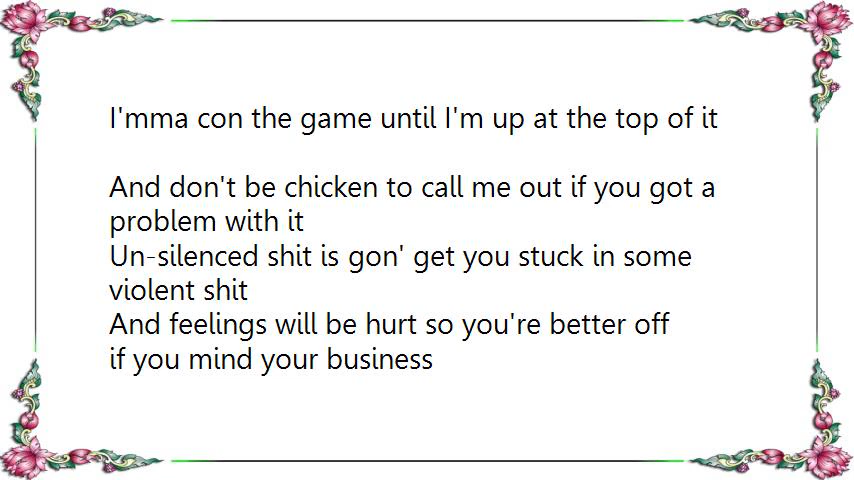 I'mma con the game until I'm up at the top of it
And don't be chicken to call me out if you got a
problem with it
Un-silenced shit is gon' get you stuck in some
violent shit
And feelings will be hurt so you're better off
if you mind your business